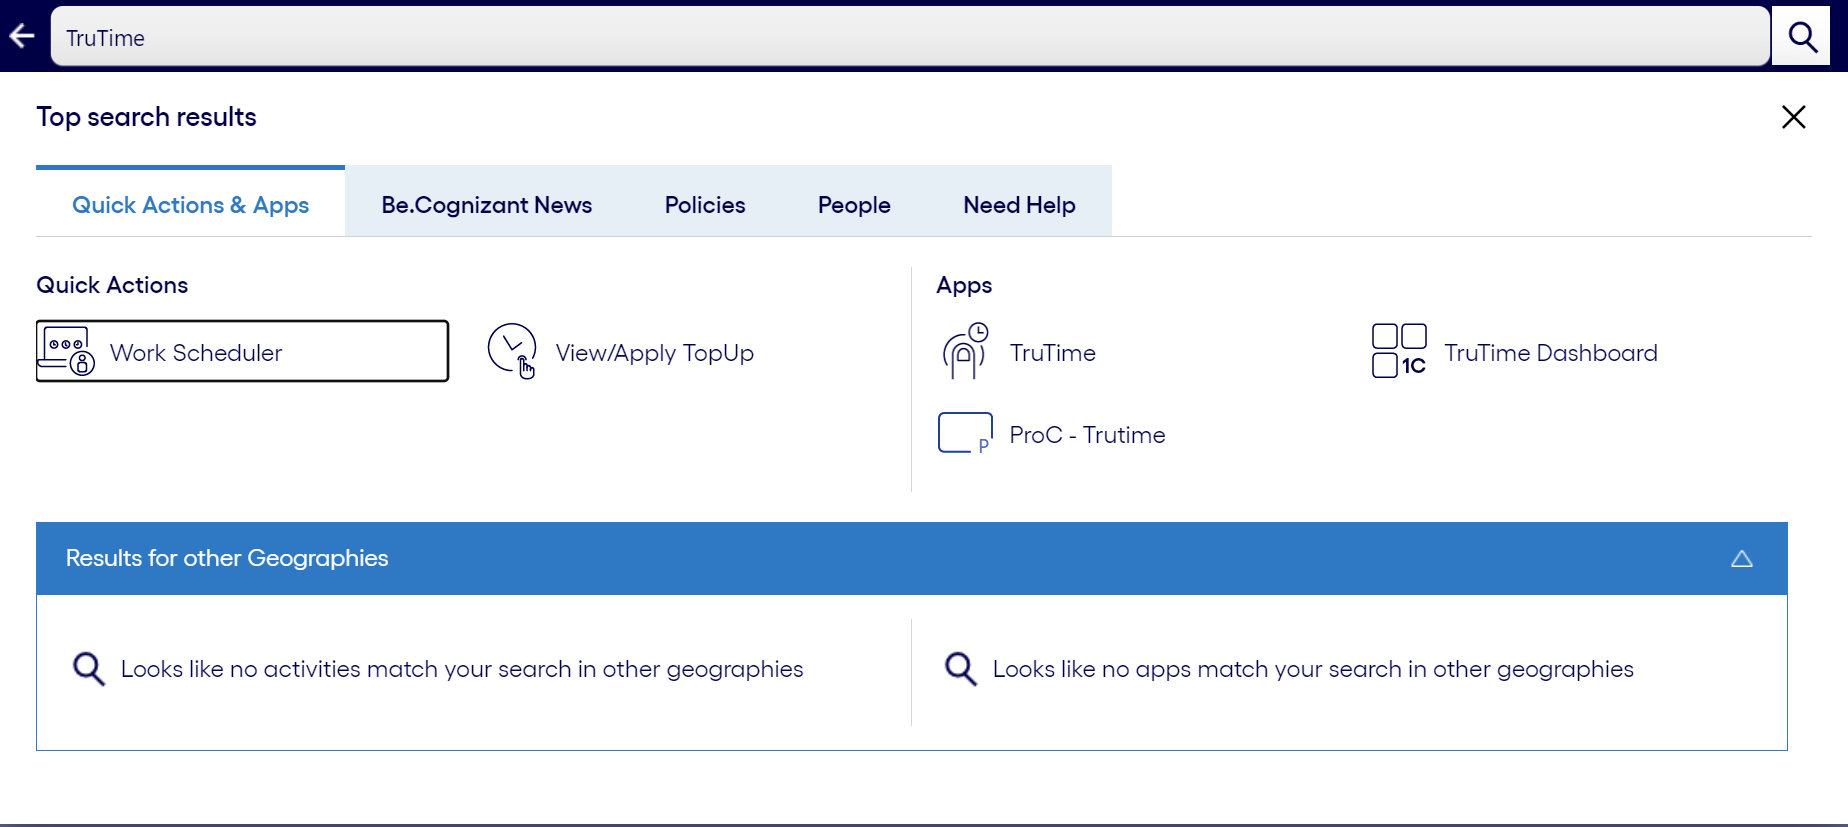 TruTime
Top search results
Quick Actions & Apps
Be.Cognizant News
Policies
People
Need Help
Quick Actions
Work Scheduler
View/Apply TopUp
Apps
TruTime
1C
TruTime Dashboard
P
ProC - Trutime
Results for other Geographies
Looks like no activities match your search in other geographies
Looks like no apps match your search in other geographies